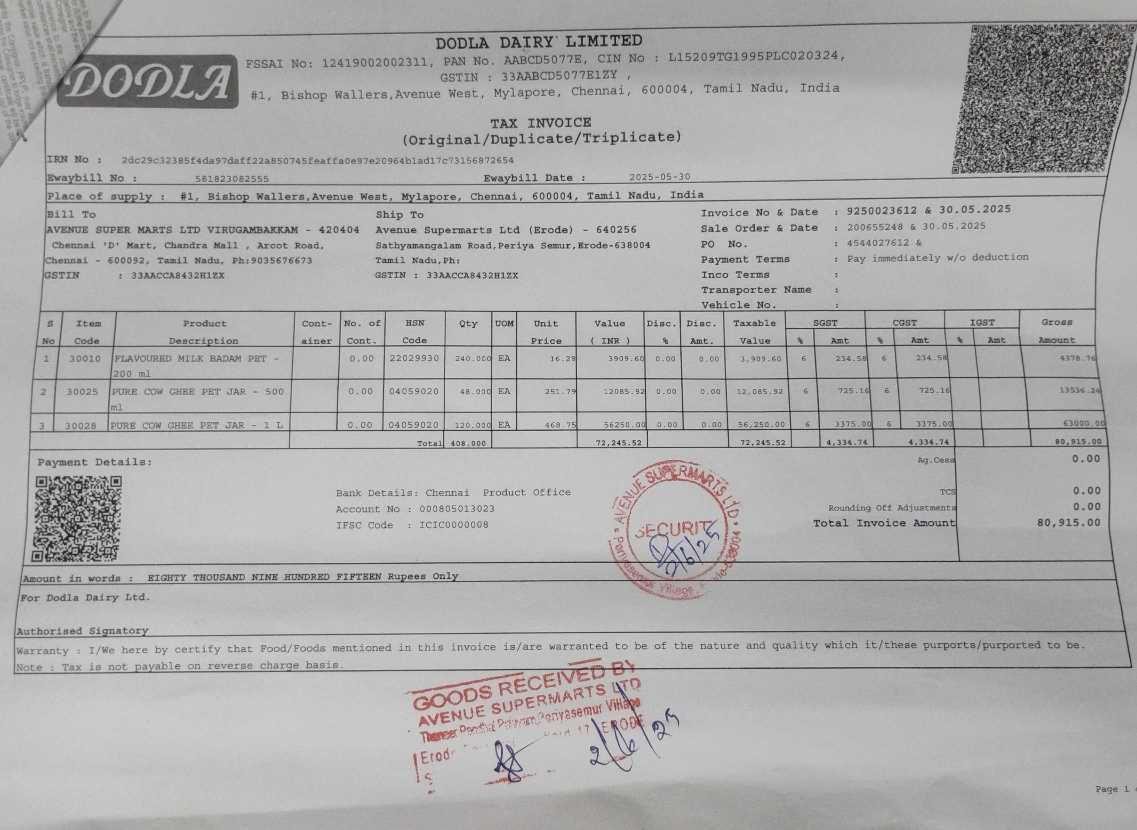 DODLA
DODLA DAIRY LIMITED
FSSAI No: 12419002002311, PAN No. AABCD5077E, CIN No : L15209TG1995PLC020324,
GSTIN : 33AABCD5077E1ZY ,
#1, Bishop Wallers,Avenue West, Mylapore, Chennai, 600004, Tamil Nadu, India
TAX INVOICE
(Original/Duplicate/Triplicate)
IRN No : 2dc29c32385f4da97daff22a850745feaffa0e97e20964b1ad17c73156872654
Ewaybill No : 561823082555 Ewaybill Date : 2025-05-30
Place of supply : #1, Bishop Wallers,Avenue West, Mylapore, Chennai, 600004, Tamil Nadu, India
Bill To Ship To Invoice No & Date : 9250023612 & 30.05.2025
AVENUE SUPER MARTS LTD VIRUGAMBAKKAM - 420404 Avenue Supermarts Ltd (Erode) - 640256 Sale Order & Date : 200655248 & 30.05.2025
Chennai 'D' Mart, Chandra Mall , Arcot Road, Sathyamangalam Road,Periya Semur,Erode-638004 PO No. : 4544027612 &
Chennai - 600092, Tamil Nadu, Ph:9035676673 Tamil Nadu,Ph: Payment Terms : Pay immediately w/o deduction
GSTIN : 33AACCA8432H1ZX GSTIN : 33AACCA8432H1ZX Inco Terms :
Transporter Name :
Vehicle No. :
S Item Product Cont- No. of HSN Qty UOM Unit Value Disc. Disc. Taxable SGST CGST IGST Gross
No Code Description ainer Cont. Code Price ( INR ) % Amt. Value % Amt % Amt % Amt Amount
1 30010 FLAVOURED MILK BADAM PET - 0.00 22029930 240.000 EA 16.29 3909.60 0.00 0.00 3,909.60 6 234.58 6 234.58 4378.76
200 ml
2 30025 PURE COW GHEE PET JAR - 500 0.00 04059020 48.000 EA 251.79 12085.92 0.00 0.00 12,085.92 6 725.16 6 725.16 13536.24
ml
3 30028 PURE COW GHEE PET JAR - 1 L 0.00 04059020 120.000 EA 468.75 56250.00 0.00 0.00 56,250.00 6 3375.00 6 3375.00 63000.00
Total 408.000 72,245.52 72,245.52 4,334.74 4,334.74 80,915.00
Payment Details: Ag.Cess 0.00
Bank Details: Chennai Product Office TCS 0.00
Account No : 000805013023 Rounding Off Adjustments 0.00
IFSC Code : ICIC0000008 Total Invoice Amount 80,915.00
AVENUE SUPERMARTS LTD
SECURIT
2/6/25
Amount in words : EIGHTY THOUSAND NINE HUNDRED FIFTEEN Rupees Only
For Dodla Dairy Ltd.
Authorised Signatory
Warranty : I/We here by certify that Food/Foods mentioned in this invoice is/are warranted to be of the nature and quality which it/these purports/purported to be.
Note : Tax is not payable on reverse charge basis.
GOODS RECEIVED BY
AVENUE SUPERMARTS LTD
Periyasemur Village
ERODE
2/6/25
Page 1